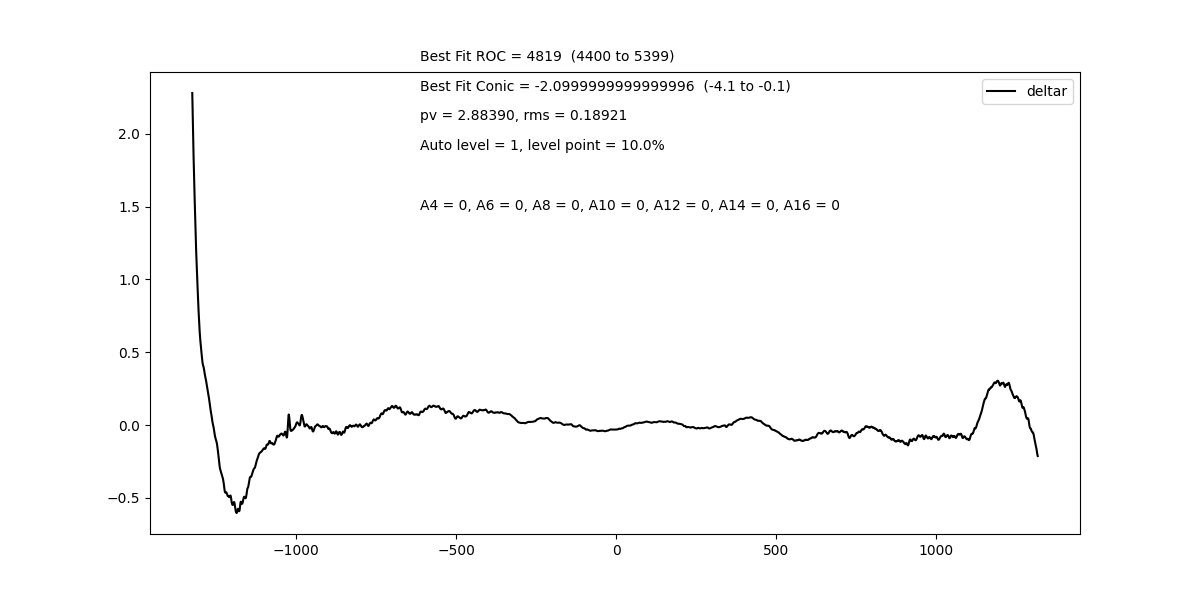 Best Fit ROC = 4819  (4400 to 5399)
Best Fit Conic = -2.0999999999999996  (-4.1 to -0.1)
deltar
pv = 2.88390, rms = 0.18921
Auto level = 1, level point = 10.0%
A4 = 0, A6 = 0, A8 = 0, A10 = 0, A12 = 0, A14 = 0, A16 = 0
2.0
1.5
1.0
0.5
0.0
−0.5
−1000
−500
0
500
1000